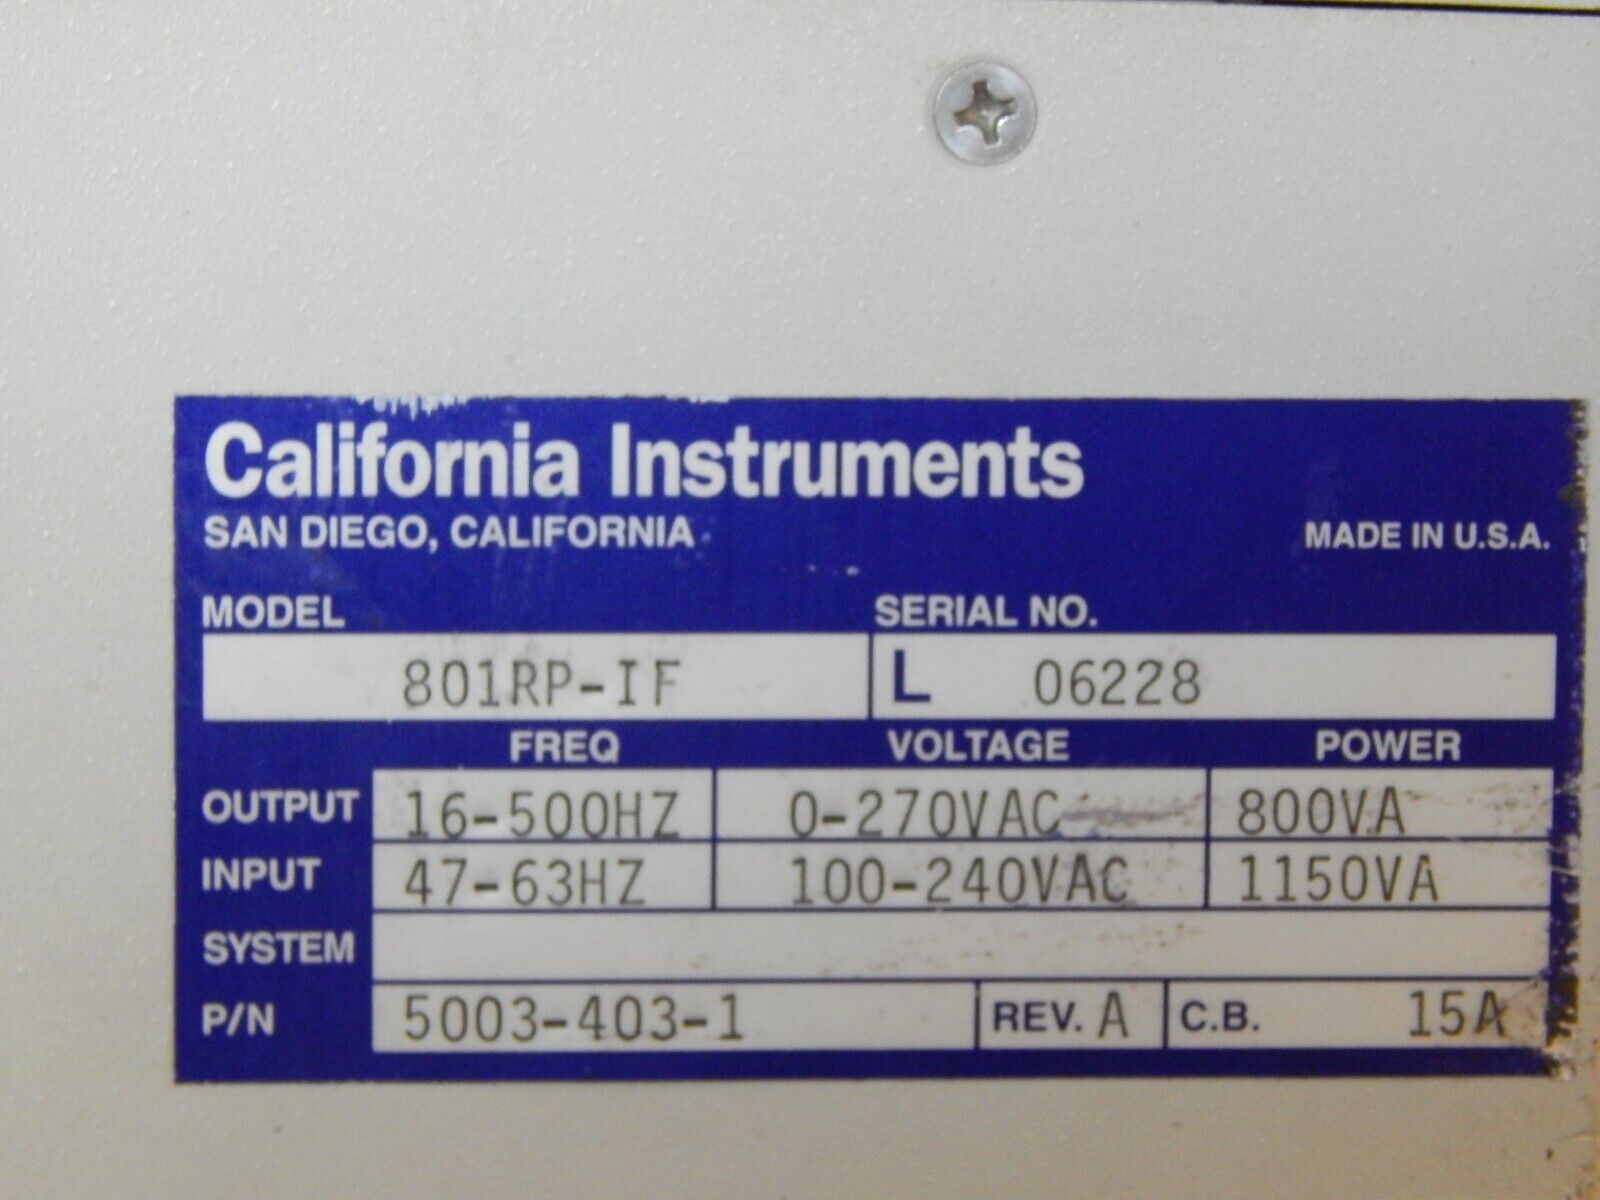 California Instruments
SAN DIEGO, CALIFORNIA MADE IN U.S.A.
MODEL SERIAL NO.
801RP-IF L 06228
FREQ VOLTAGE POWER
OUTPUT 16-500HZ 0-270VAC 800VA
INPUT 47-63HZ 100-240VAC 1150VA
SYSTEM
P/N 5003-403-1 REV. A C.B. 15A